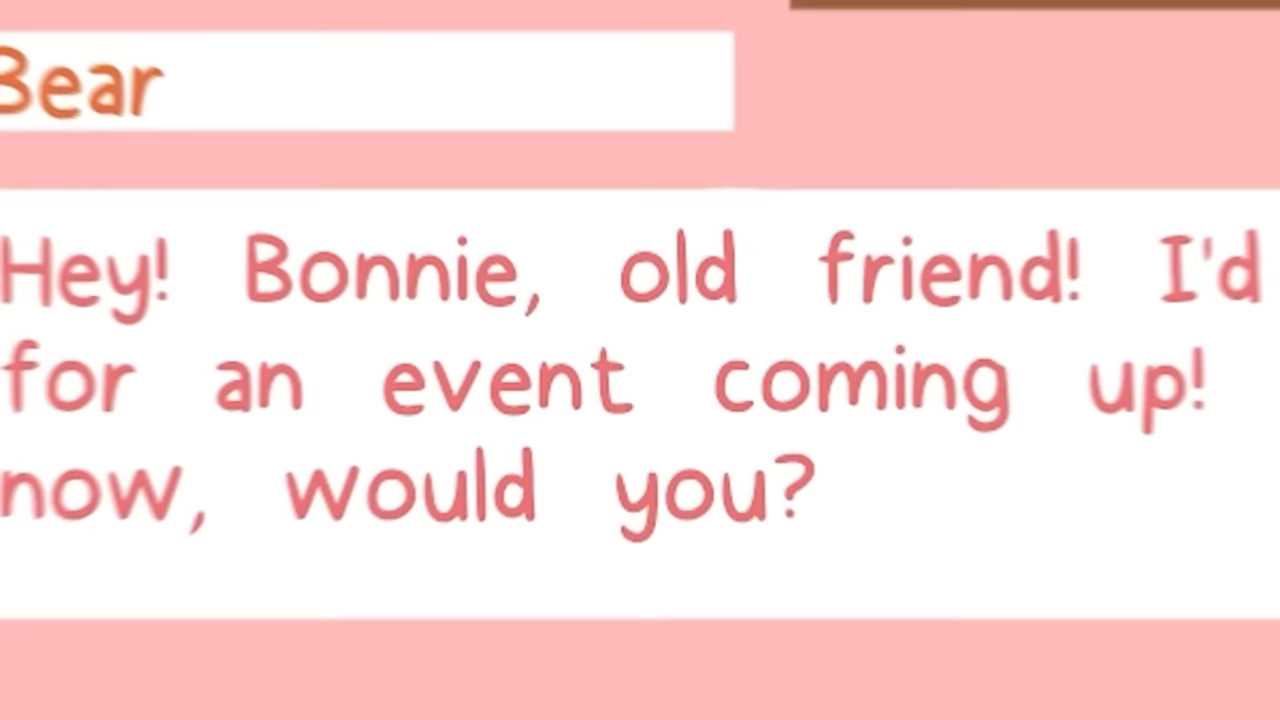 Bear
Hey! Bonnie, old friend! I'd
for an event coming up!
now, would you?